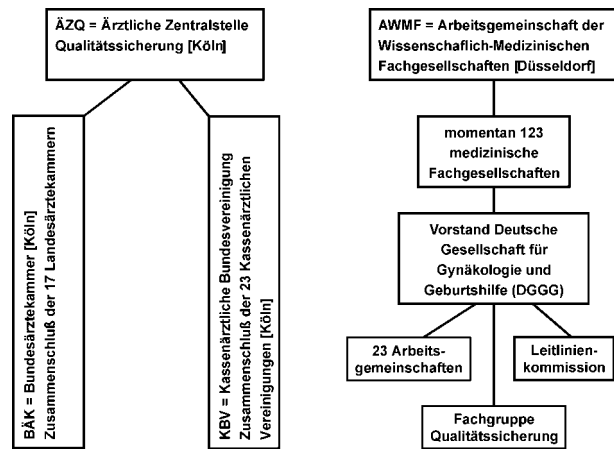 ÄZQ = Ärztliche Zentralstelle
Qualitätssicherung [Köln]
BÄK = Bundesärztekammer [Köln]
Zusammenschluß der 17 Landesärztekammern
KBV = Kassenärztliche Bundesvereinigung
Zusammenschluß der 23 Kassenärztlichen
Vereinigungen [Köln]
AWMF = Arbeitsgemeinschaft der
Wissenschaflich-Medizinischen
Fachgesellschaften [Düsseldorf]
momentan 123
medizinische
Fachgesellschaften
Vorstand Deutsche
Gesellschaft für
Gynäkologie und
Geburtshilfe (DGGG)
23 Arbeits-
gemeinschaften
Leitlinien-
kommission
Fachgruppe
Qualitätssicherung